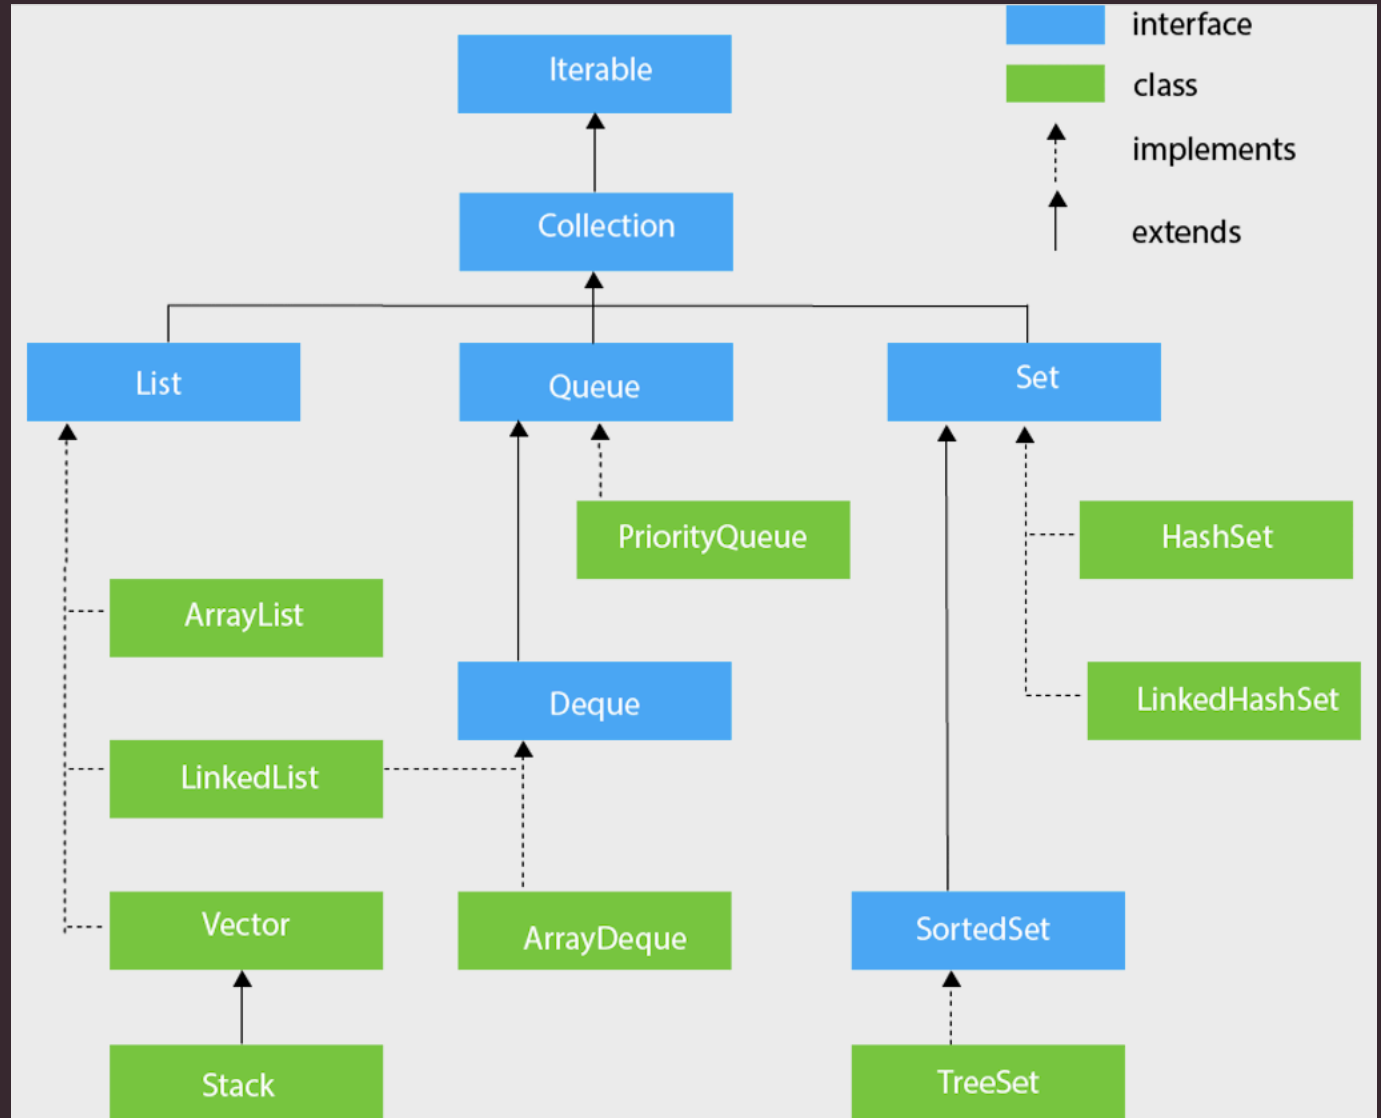 interface
class
implements
extends
Iterable
Collection
List
Queue
Set
PriorityQueue
HashSet
ArrayList
Deque
LinkedHashSet
LinkedList
Vector
ArrayDeque
SortedSet
Stack
TreeSet